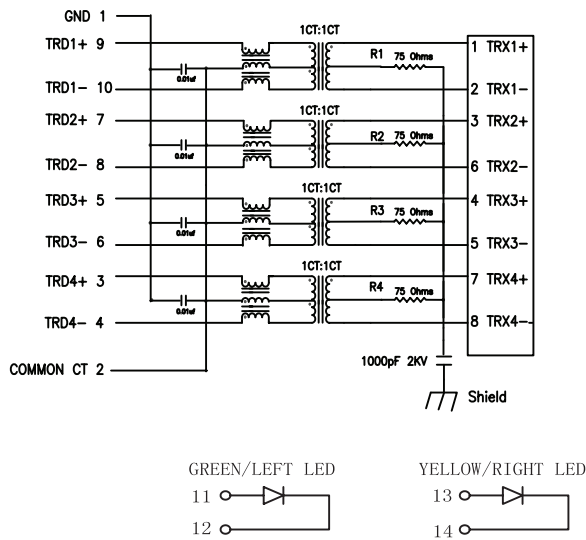 GND 1
1CT:1CT
TRD1+ 9
R1 75 Ohms
1 TRX1+
0.01uf
TRD1- 10
2 TRX1-
1CT:1CT
TRD2+ 7
3 TRX2+
R2 75 Ohms
0.01uf
TRD2- 8
6 TRX2-
1CT:1CT
TRD3+ 5
4 TRX3+
R3 75 Ohms
0.01uf
TRD3- 6
5 TRX3-
1CT:1CT
TRD4+ 3
7 TRX4+
R4 75 Ohms
0.01uf
TRD4- 4
8 TRX4-
1000pF 2KV
COMMON CT 2
Shield
GREEN/LEFT LED
YELLOW/RIGHT LED
11
13
12
14